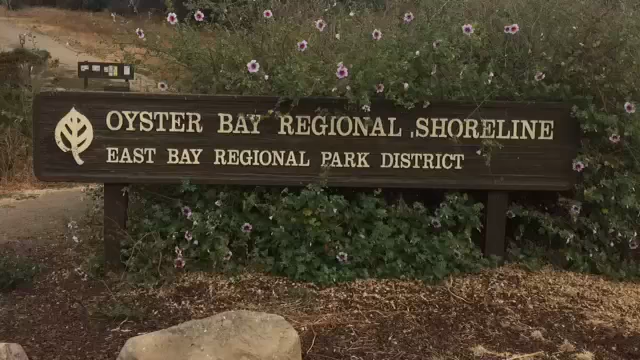 OYSTER BAY REGIONAL SHORELINE
EAST BAY REGIONAL PARK DISTRICT